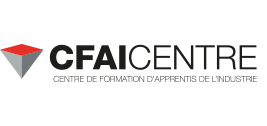 CFAICENTRE
CENTRE DE FORMATION D'APPRENTIS DE L'INDUSTRIE